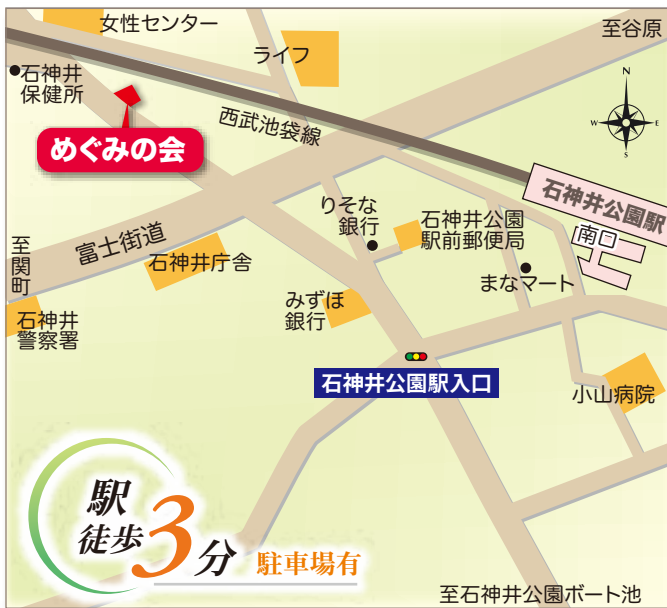 女性センター
至谷原
ライフ
石神井
保健所
N
W
E
S
西武池袋線
めぐみの会
石神井公園駅
りそな
銀行
石神井公園
駅前郵便局
南口
富士街道
至関町
石神井庁舎
まなマート
みずほ
銀行
石神井
警察署
石神井公園駅入口
小山病院
駅
徒歩3分
駐車場有
至石神井公園ボート池